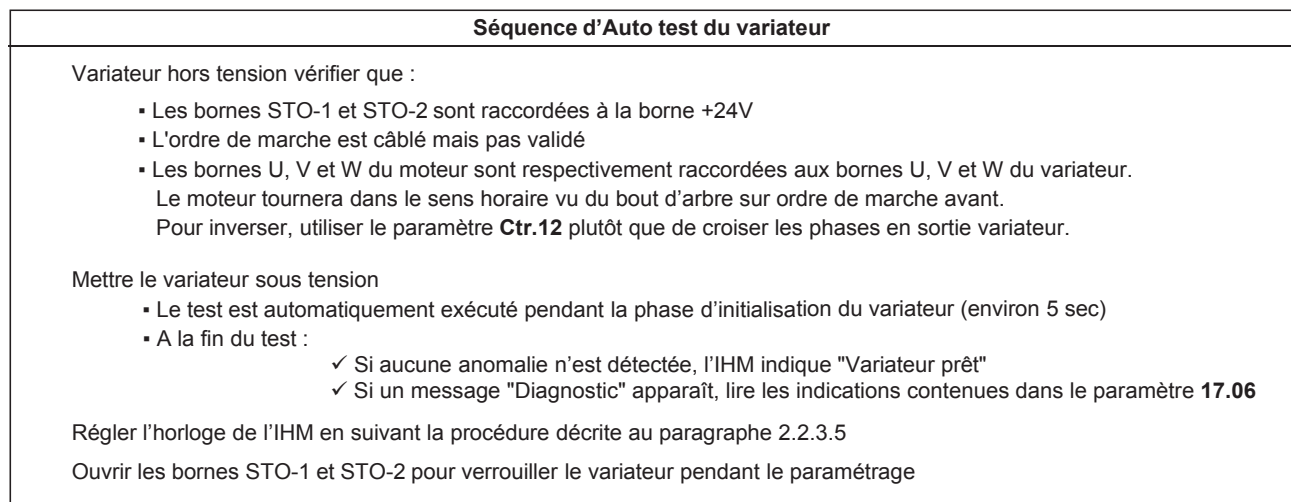 Séquence d’Auto test du variateur
Variateur hors tension vérifier que :
▪ Les bornes STO-1 et STO-2 sont raccordées à la borne +24V
▪ L'ordre de marche est câblé mais pas validé
▪ Les bornes U, V et W du moteur sont respectivement raccordées aux bornes U, V et W du variateur.
Le moteur tournera dans le sens horaire vu du bout d’arbre sur ordre de marche avant.
Pour inverser, utiliser le paramètre Ctr.12 plutôt que de croiser les phases en sortie variateur.
Mettre le variateur sous tension
▪ Le test est automatiquement exécuté pendant la phase d’initialisation du variateur (environ 5 sec)
▪ A la fin du test :
✓ Si aucune anomalie n’est détectée, l’IHM indique "Variateur prêt"
✓ Si un message "Diagnostic" apparaît, lire les indications contenues dans le paramètre 17.06
Régler l’horloge de l’IHM en suivant la procédure décrite au paragraphe 2.2.3.5
Ouvrir les bornes STO-1 et STO-2 pour verrouiller le variateur pendant le paramétrage